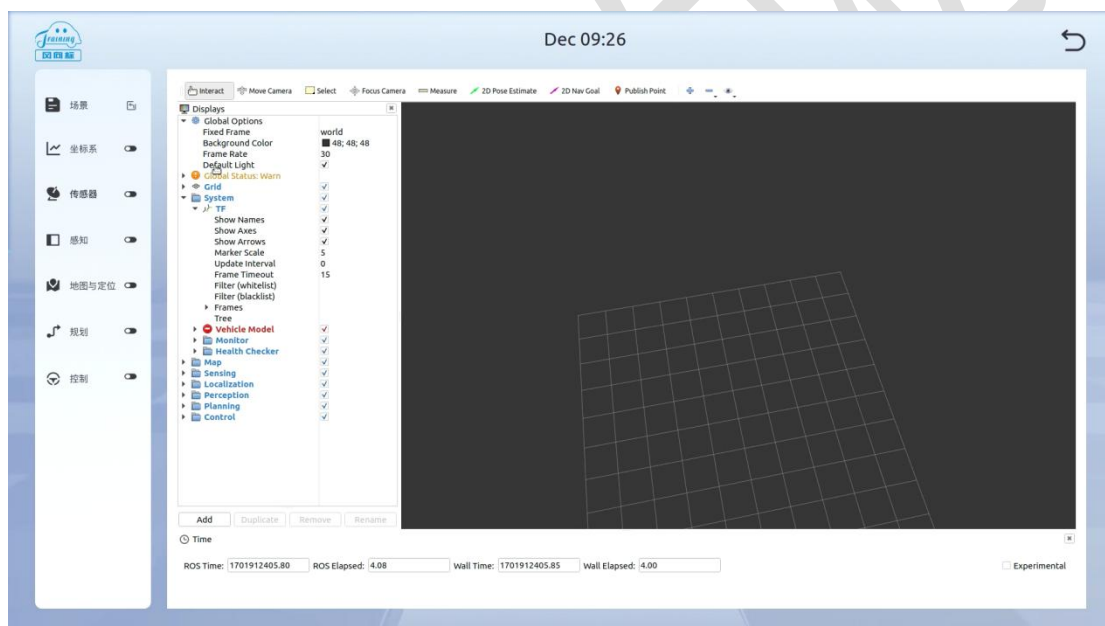 Training
Dec 09:26
场景
坐标系
传感器
感知
地图与定位
规划
控制
Interact Move Camera Select Focus Camera Measure 2D Pose Estimate 2D Nav Goal Publish Point
Displays
Global Options
Fixed Frame world
Background Color 48; 48; 48
Frame Rate 30
Default Light
Global Status: Warn
Grid
System
TF
Show Names
Show Axes
Show Arrows
Marker Scale 5
Update Interval 0
Frame Timeout 15
Filter (whitelist)
Filter (blacklist)
Frames
Tree
Vehicle Model
Monitor
Health Checker
Map
Sensing
Localization
Perception
Planning
Control
Add Duplicate Remove Rename
Time
ROS Time: 1701912405.80 ROS Elapsed: 4.08 Wall Time: 1701912405.85 Wall Elapsed: 4.00 Experimental